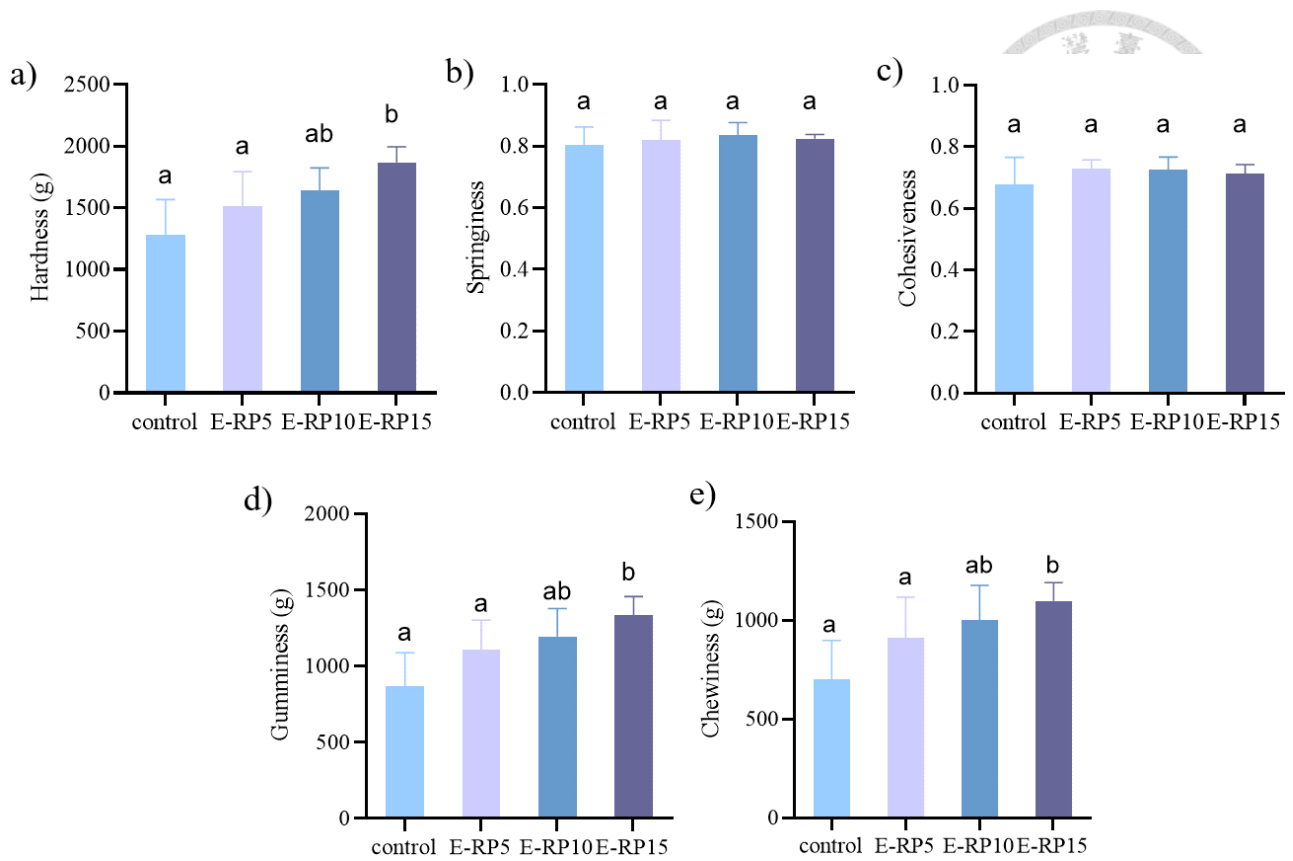 a)
Hardness (g)
2500
2000
1500
1000
500
0
a
a
ab
b
control E-RP5 E-RP10 E-RP15
b)
Springiness
1.0
0.8
0.6
0.4
0.2
0.0
a
a
a
a
control E-RP5 E-RP10 E-RP15
c)
Cohesiveness
1.0
0.8
0.6
0.4
0.2
0.0
a
a
a
a
control E-RP5 E-RP10 E-RP15
d)
Gumminess (g)
2000
1500
1000
500
0
a
a
ab
b
control E-RP5 E-RP10 E-RP15
e)
Chewiness (g)
1500
1000
500
0
a
a
ab
b
control E-RP5 E-RP10 E-RP15